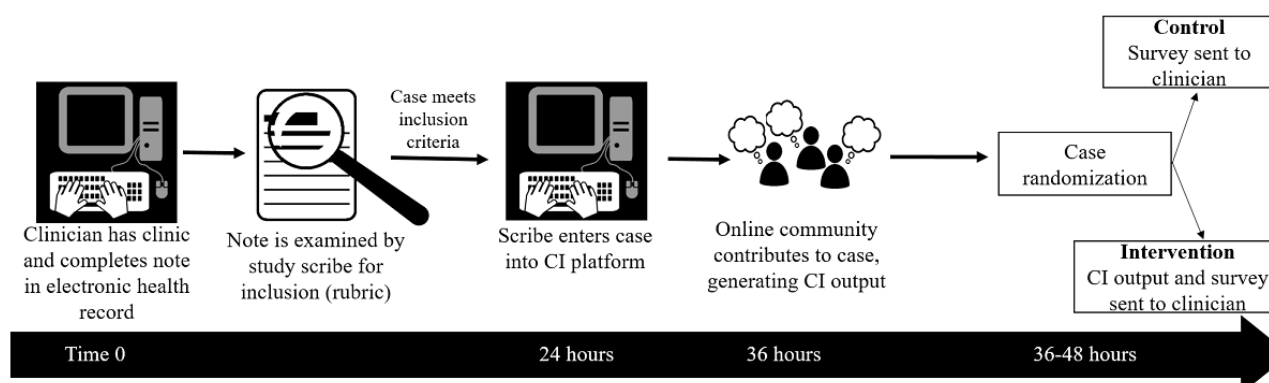 Clinician has clinic
and completes note
in electronic health
record
Note is examined by
study scribe for
inclusion (rubric)
Case meets
inclusion
criteria
Scribe enters case
into CI platform
Online community
contributes to case,
generating CI output
Case
randomization
Control
Survey sent to
clinician
Intervention
CI output and survey
sent to clinician
Time 0
24 hours
36 hours
36-48 hours